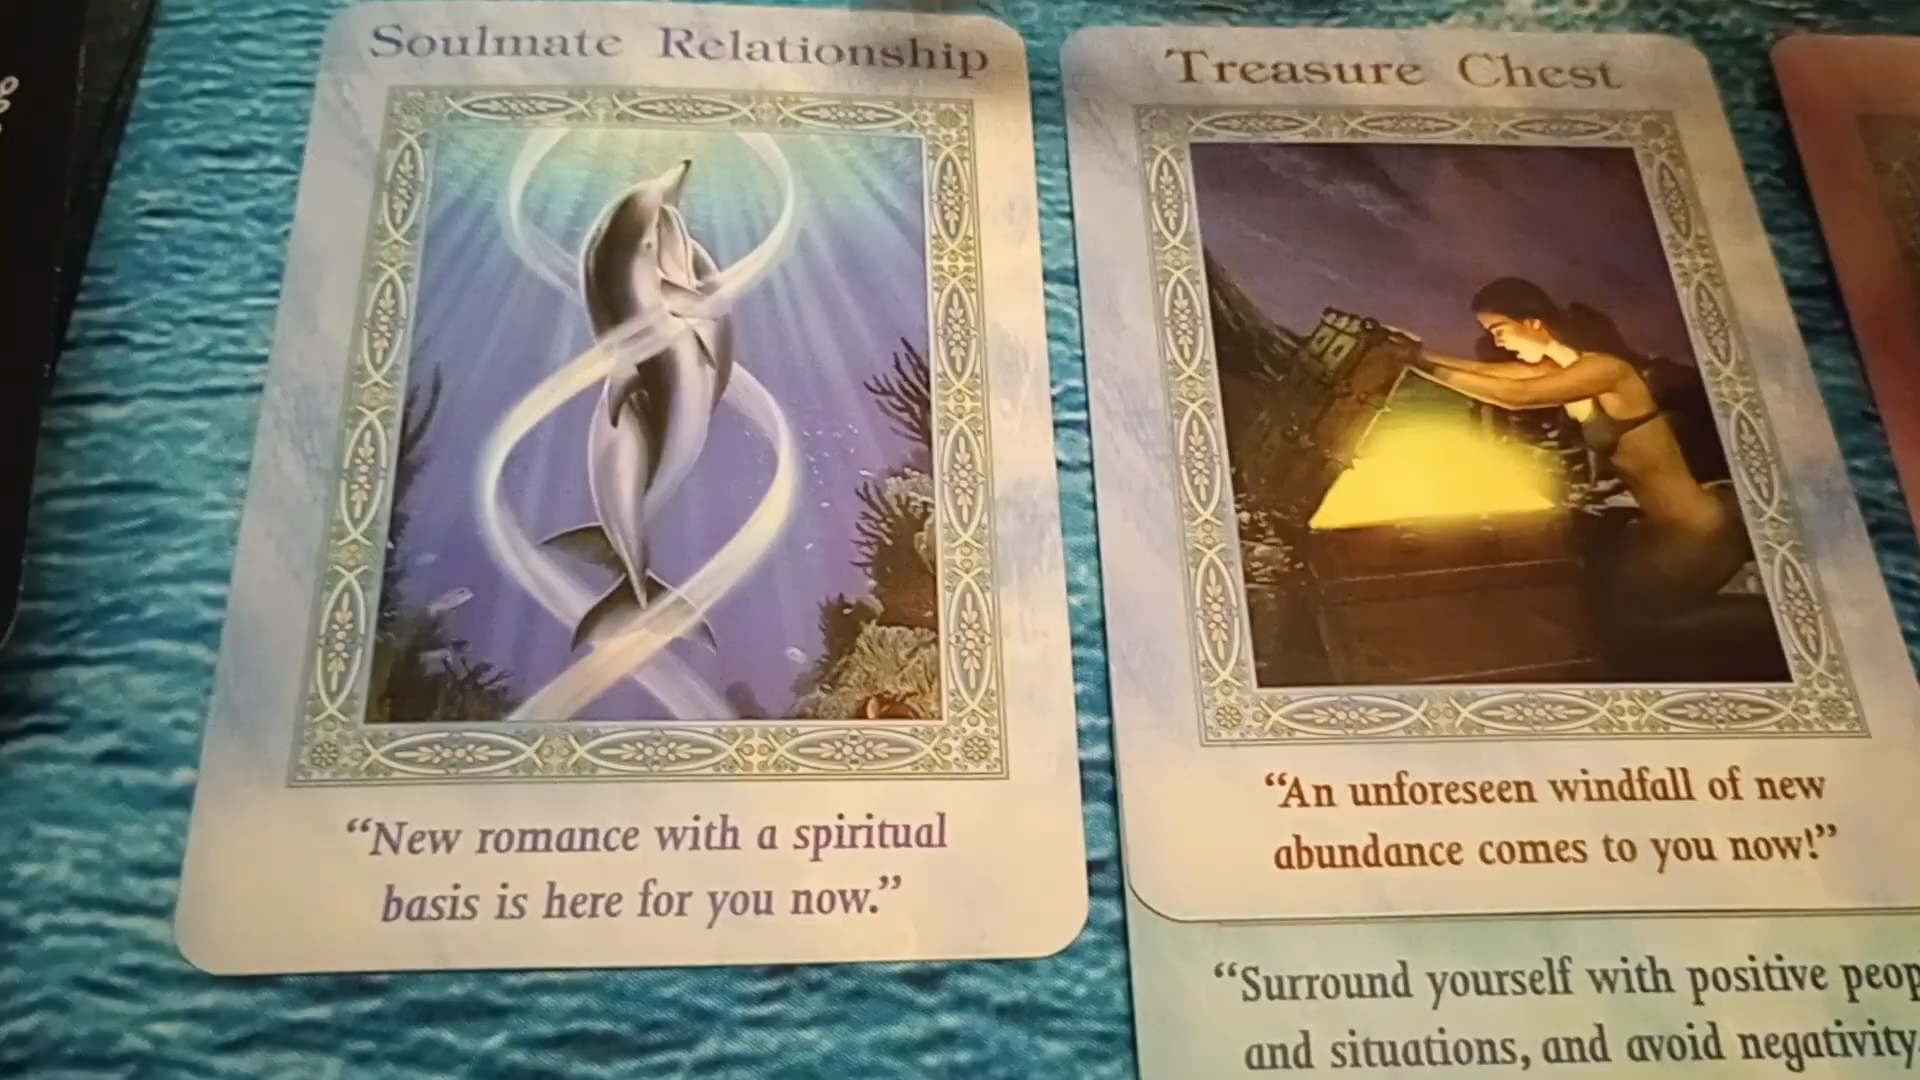 Soulmate Relationship
“New romance with a spiritual
basis is here for you now.”
Treasure Chest
“An unforeseen windfall of new
abundance comes to you now!”
“Surround yourself with positive
and situations, and avoid negativity